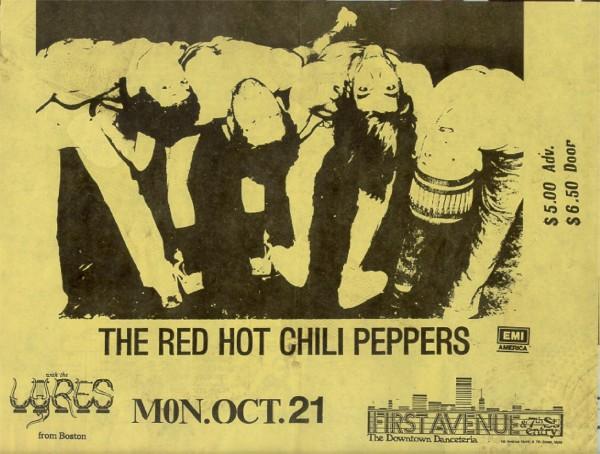 $5.00 Adv.
$6.50 Door
THE RED HOT CHILI PEPPERS
EMI
AMERICA
with the
LYRES
from Boston
MON.OCT.21
FIRST AVENUE & 7th St entry
The Downtown Danceteria